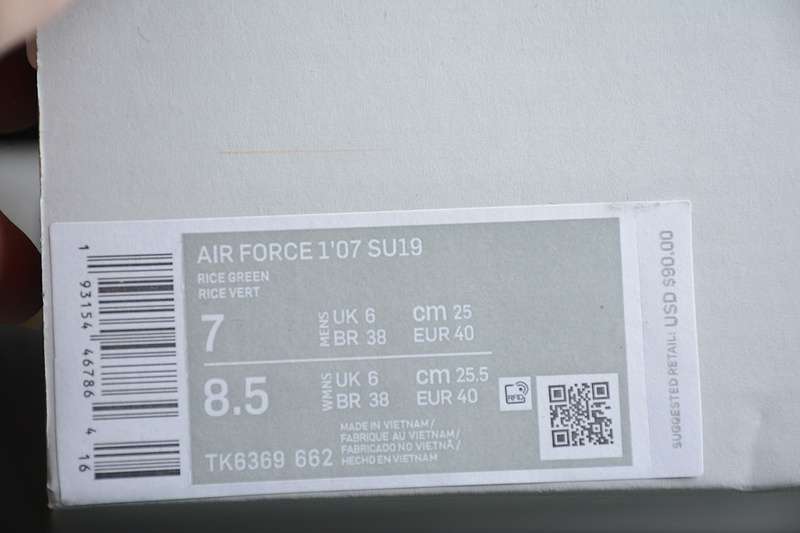 AIR FORCE 1'07 SU19
RICE GREEN
RICE VERT
7
MENS
UK 6
BR 38
cm 25
EUR 40
8.5
WMNS
UK 6
BR 38
cm 25.5
EUR 40
TK6369 662
MADE IN VIETNAM/
FABRIQUE AU VIETNAM/
FABRICADO NO VIETNÃ/
HECHO EN VIETNAM
RFID
SUGGESTED RETAIL: USD $90.00
1 93154 46786 4 16